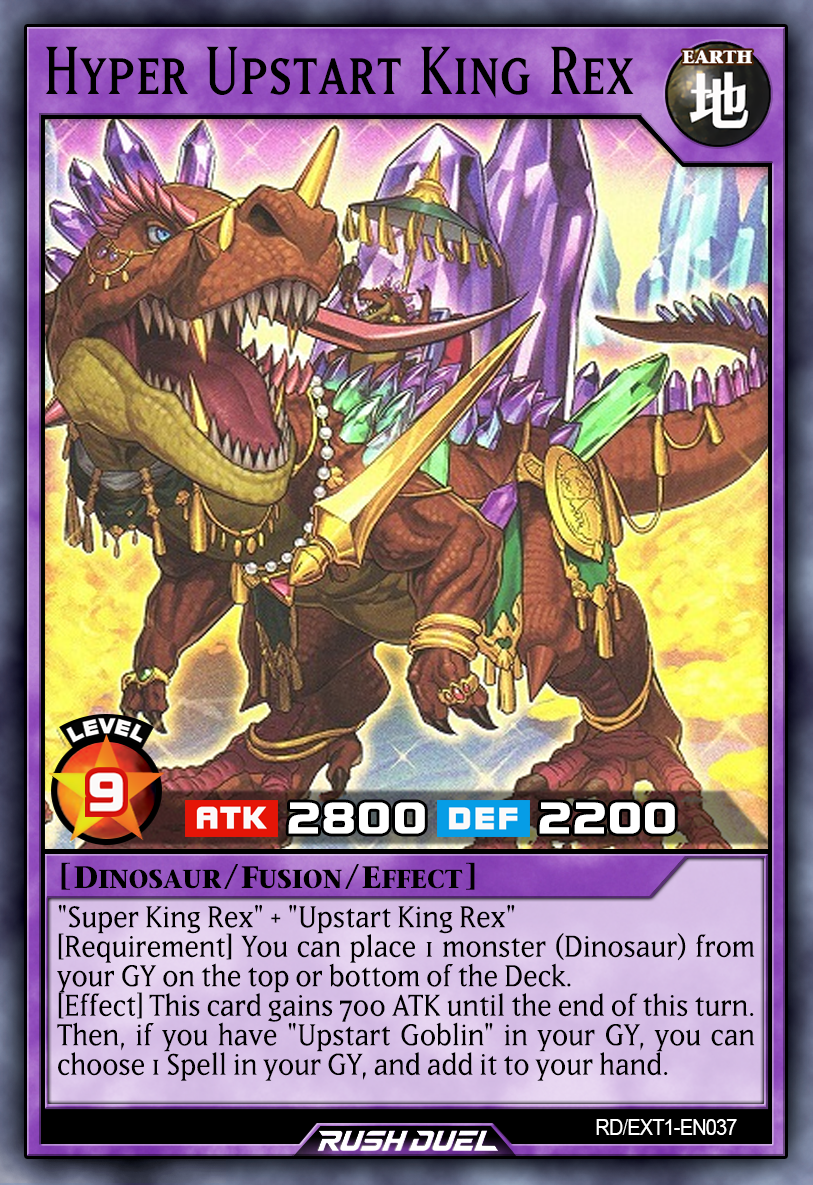 Hyper Upstart King Rex
EARTH
地
LEVEL
9
ATK 2800 DEF 2200
[Dinosaur/Fusion/Effect]
"Super King Rex" + "Upstart King Rex"
[Requirement] You can place 1 monster (Dinosaur) from
your GY on the top or bottom of the Deck.
[Effect] This card gains 700 ATK until the end of this turn.
Then, if you have "Upstart Goblin" in your GY, you can
choose 1 Spell in your GY, and add it to your hand.
RD/EXT1-EN037
RUSH DUEL